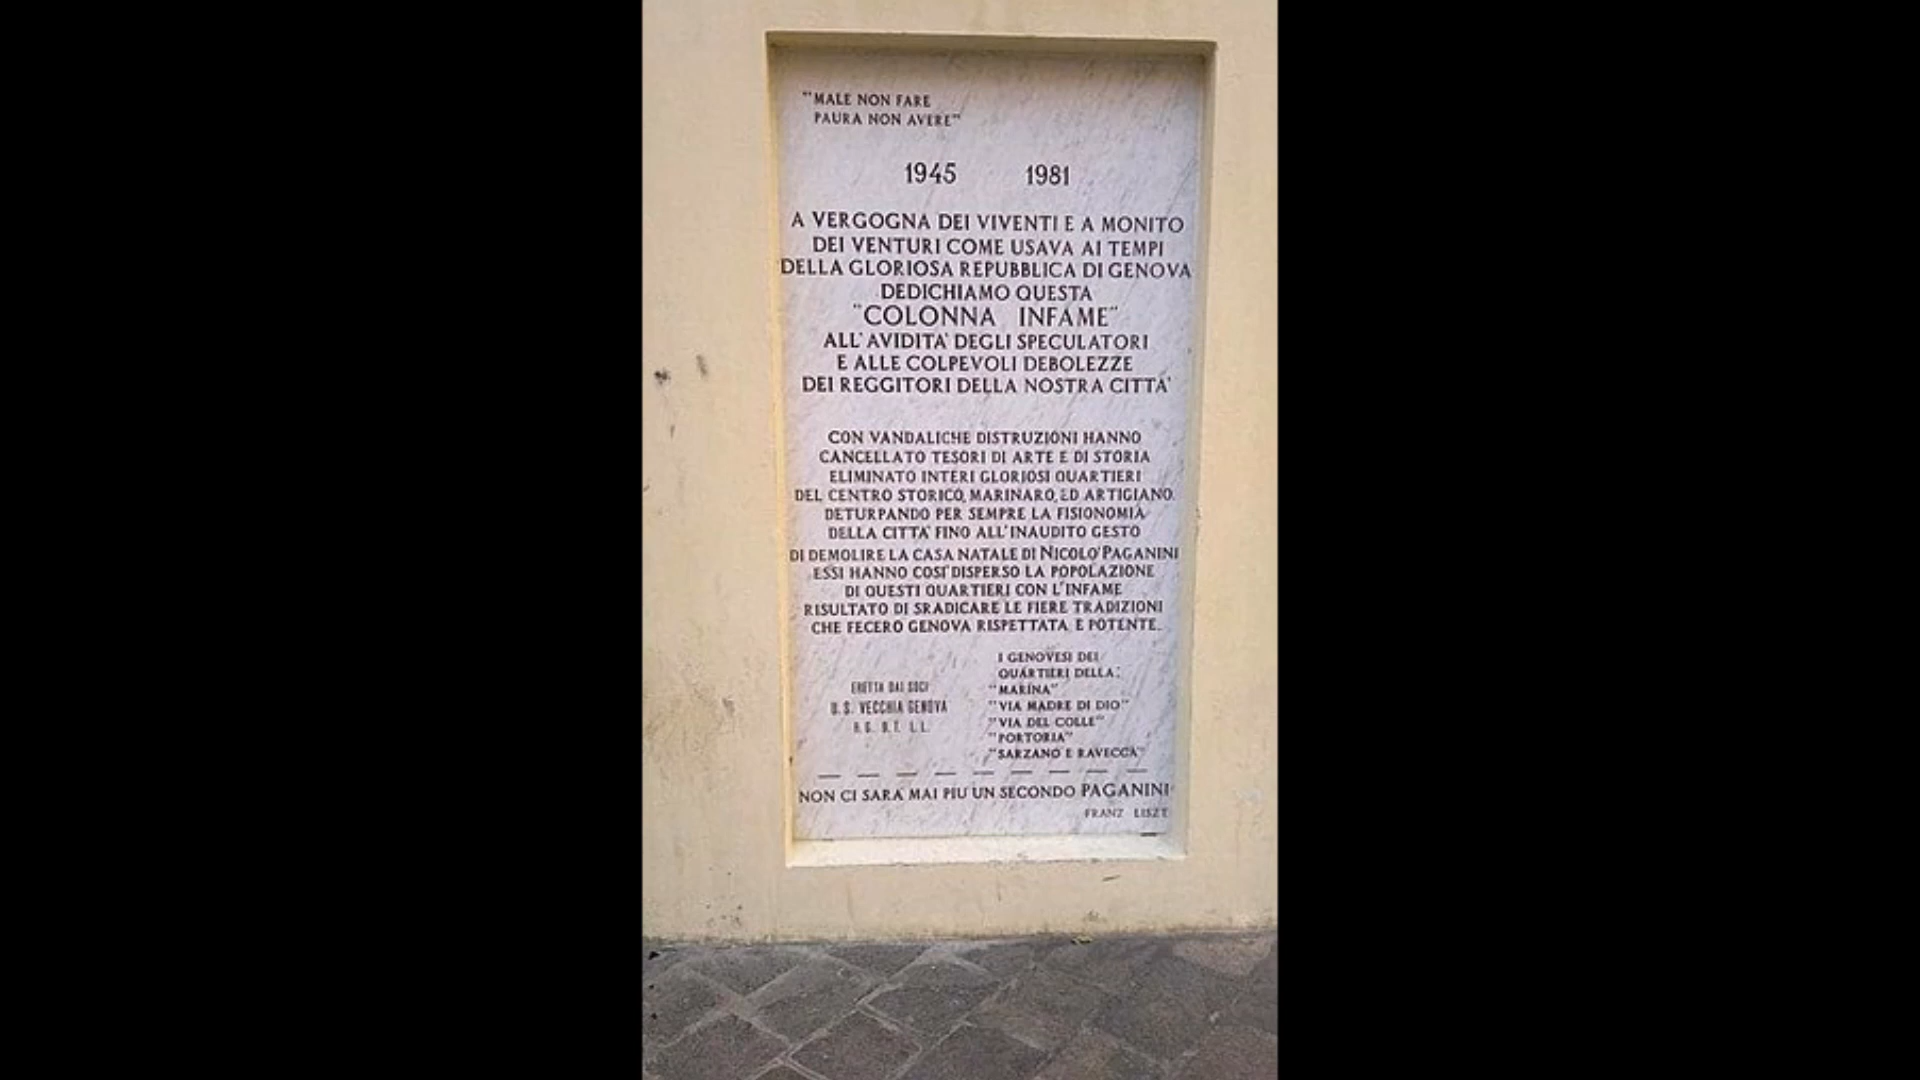 "MALE NON FARE
PAURA NON AVERE"
1945 1981
A VERGOGNA DEI VIVENTI E A MONITO
DEI VENTURI COME USAVA AI TEMPI
DELLA GLORIOSA REPUBBLICA DI GENOVA
DEDICHIAMO QUESTA
"COLONNA INFAME"
ALL'AVIDITA' DEGLI SPECULATORI
E ALLE COLPEVOLI DEBOLEZZE
DEI REGGITORI DELLA NOSTRA CITTA'
CON VANDALICHE DISTRUZIONI HANNO
CANCELLATO TESORI DI ARTE E DI STORIA
ELIMINATO INTERI GLORIOSI QUARTIERI
DEL CENTRO STORICO, MARINARO, ED ARTIGIANO.
DETURPANDO PER SEMPRE LA FISIONOMIA
DELLA CITTA' FINO ALL'INAUDITO GESTO
DI DEMOLIRE LA CASA NATALE DI NICOLO' PAGANINI
ESSI HANNO COSI' DISPERSO LA POPOLAZIONE
DI QUESTI QUARTIERI CON L'INFAME
RISULTATO DI SRADICARE LE FIERE TRADIZIONI
CHE FECERO GENOVA RISPETTATA E POTENTE.
ERETTA DAI SOCI
U.S. VECCHIA GENOVA
I GENOVESI DEI
QUARTIERI DELLA:
"MARINA"
"VIA MADRE DI DIO"
"VIA DEL COLLE"
"PORTORIA"
"SARZANO E RAVECCA"
NON CI SARA' MAI PIU' UN SECONDO PAGANINI
FRANZ LISZT